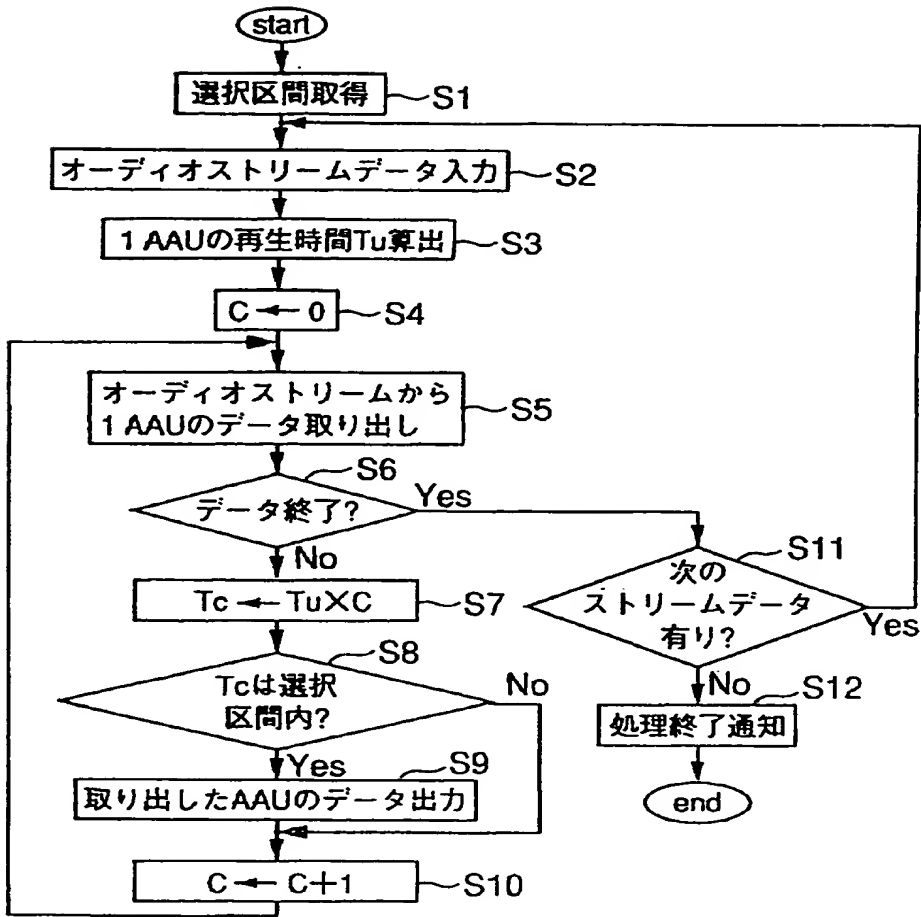 start
選択区間取得
S1
オーディオストリームデータ入力
S2
1 AAUの再生時間Tu算出
S3
C ← 0
S4
オーディオストリームから
1 AAUのデータ取り出し
S5
S6
データ終了?
Yes
No
S11
次の
ストリームデータ
有り?
Yes
Tc ← Tu×C
S7
S8
Tcは選択
区間内?
No
No
S12
処理終了通知
Yes
S9
取り出したAAUのデータ出力
end
C ← C+1
S10